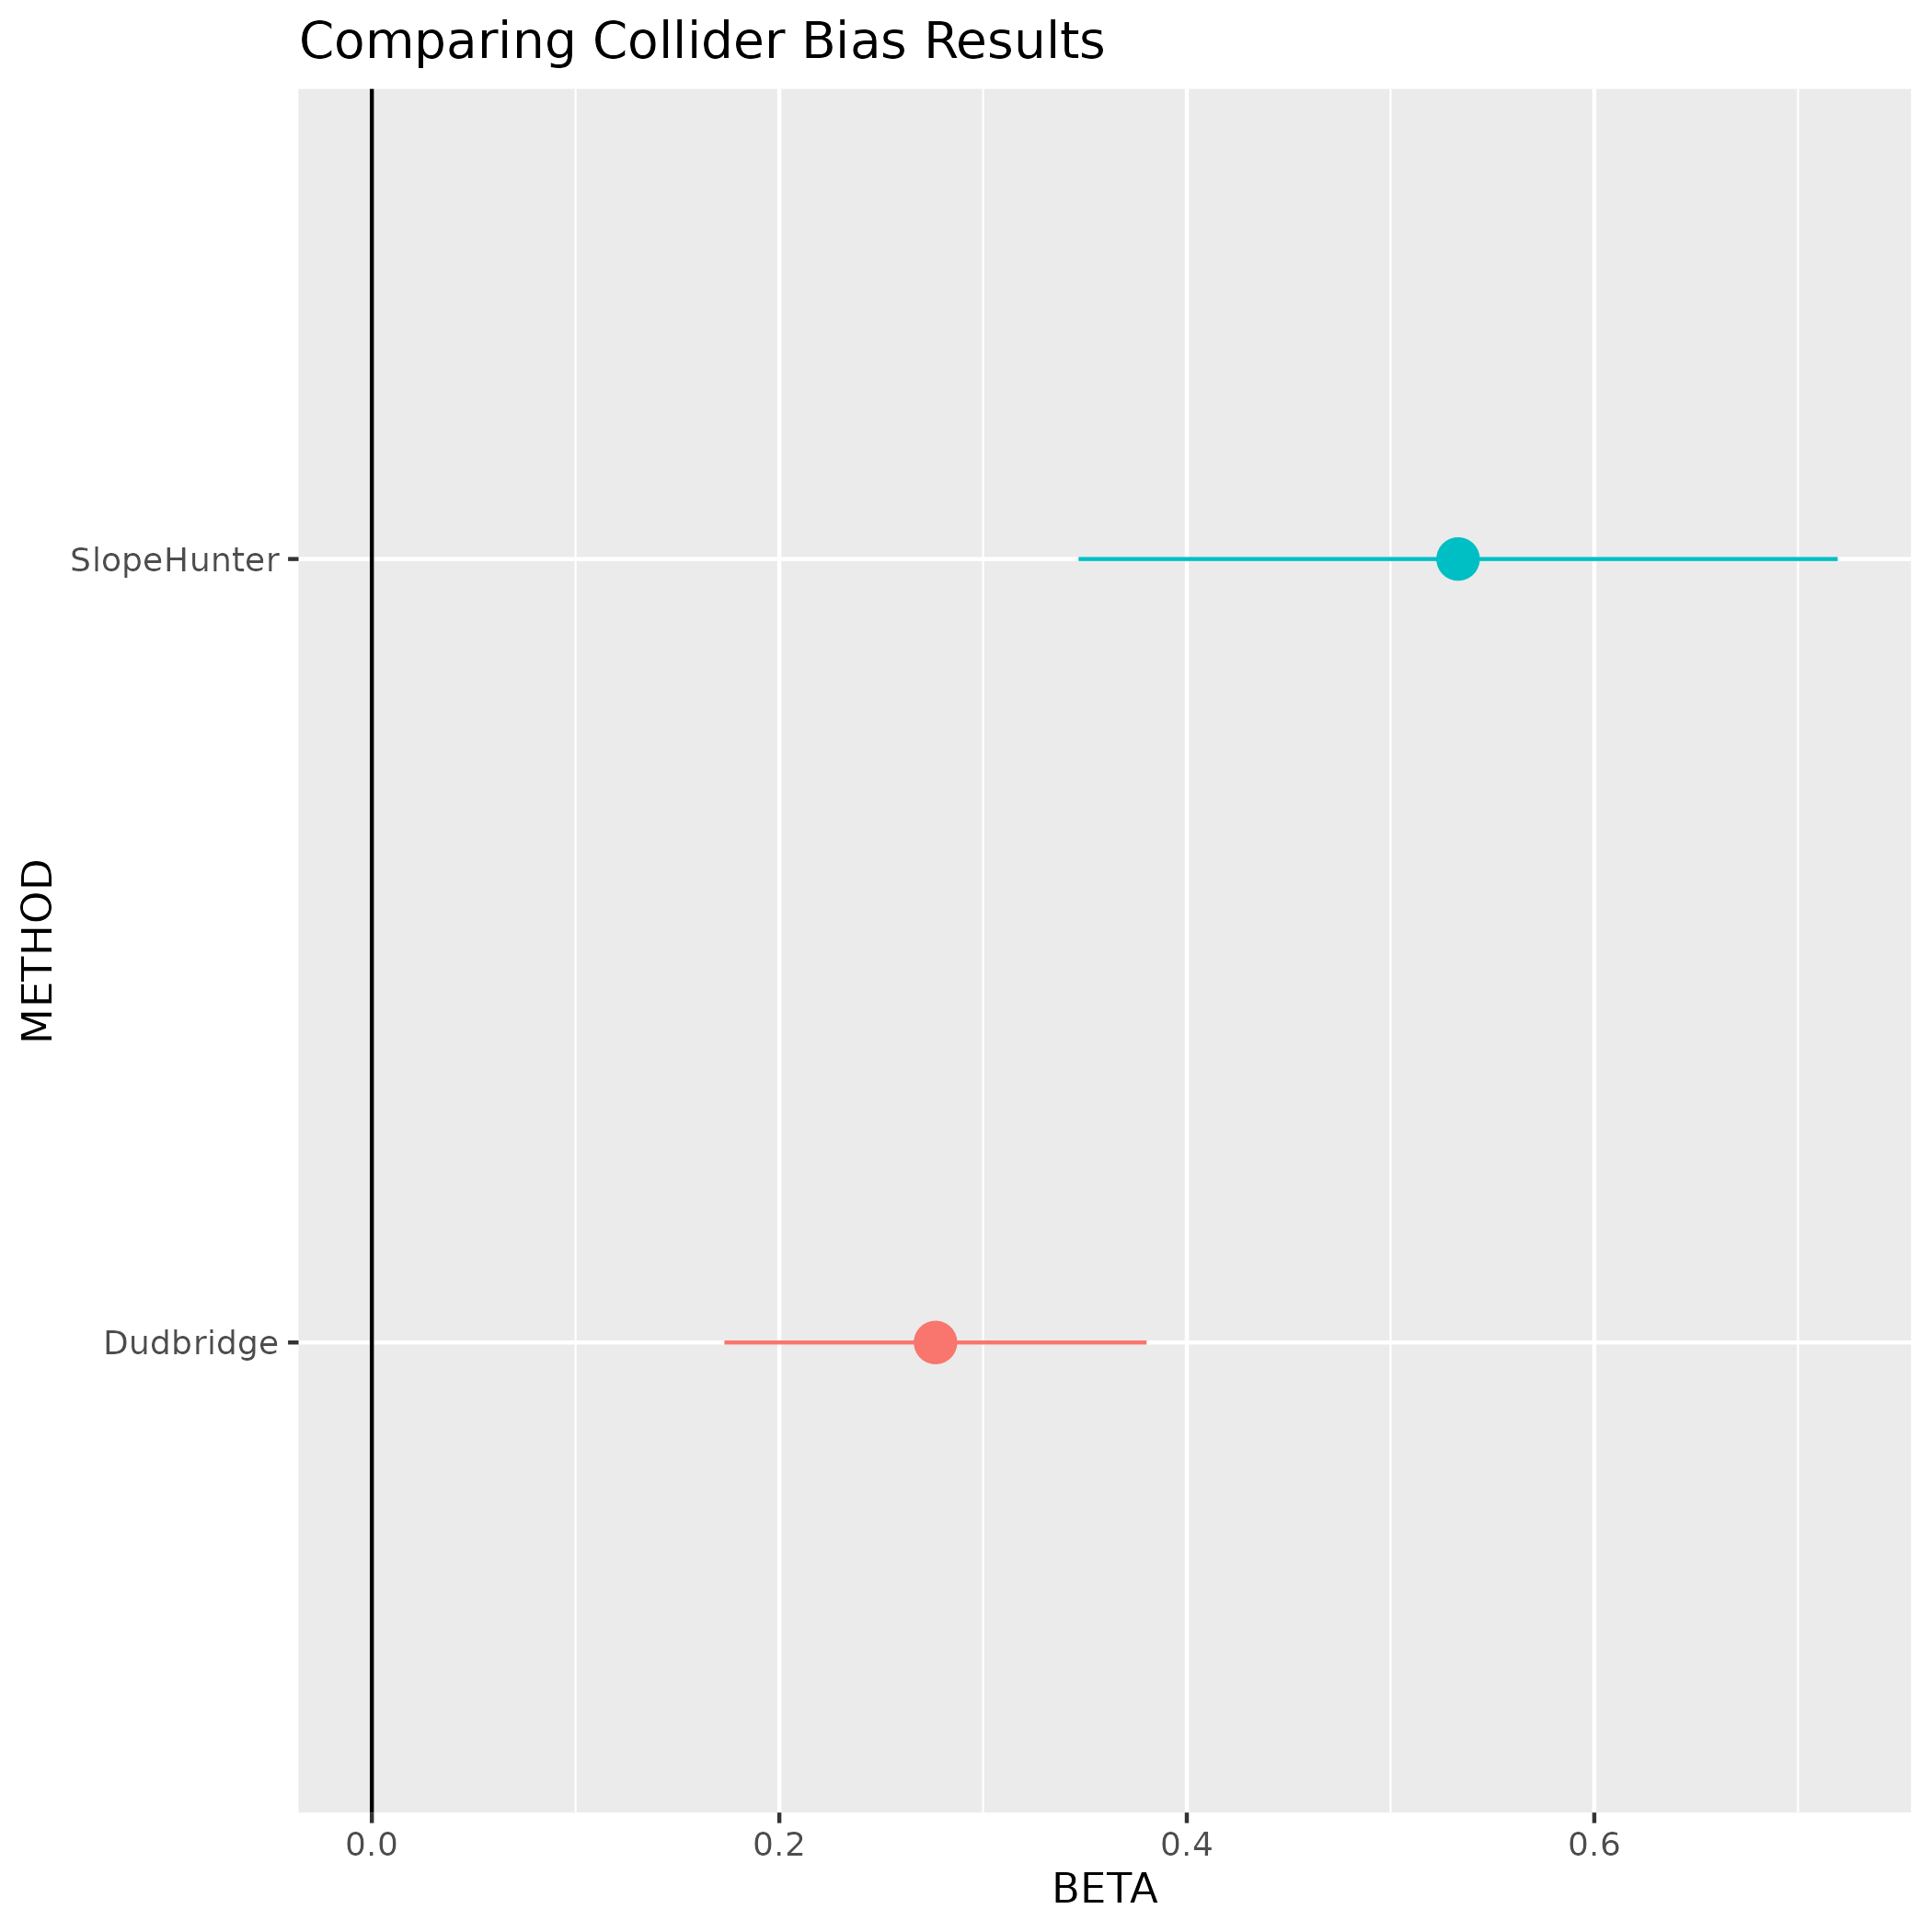 Comparing Collider Bias Results
METHOD
SlopeHunter
Dudbridge
0.0 0.2 0.4 0.6
BETA